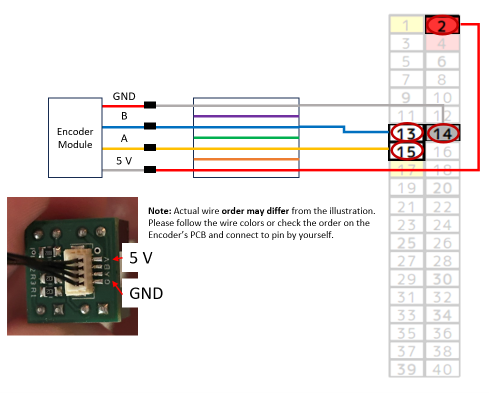 GND
B
Encoder
Module
A
5 V
Note: Actual wire order may differ from the illustration.
Please follow the wire colors or check the order on the
Encoder's PCB and connect to pin by yourself.
5 V
GND
1 2
3 4
5 6
7 8
9 10
11 12
13 14
15 16
17 18
19 20
21 22
23 24
25 26
27 28
29 30
31 32
33 34
35 36
37 38
39 40